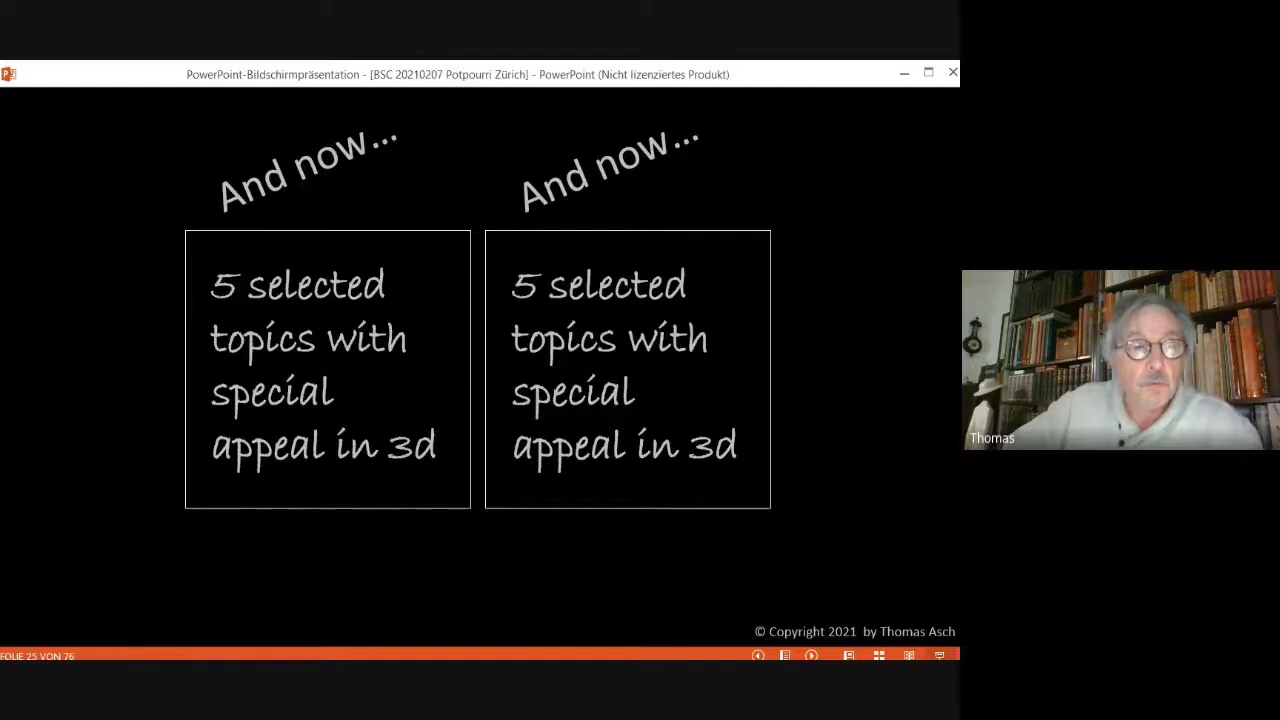 PowerPoint-Bildschirmpräsentation - [BSC 20210207 Potpourri Zürich] - PowerPoint (Nicht lizenziertes Produkt)
And now...
And now...
5 selected
topics with
special
appeal in 3d
5 selected
topics with
special
appeal in 3d
Thomas
© Copyright 2021 by Thomas Asch
FOLIE 25 VON 76